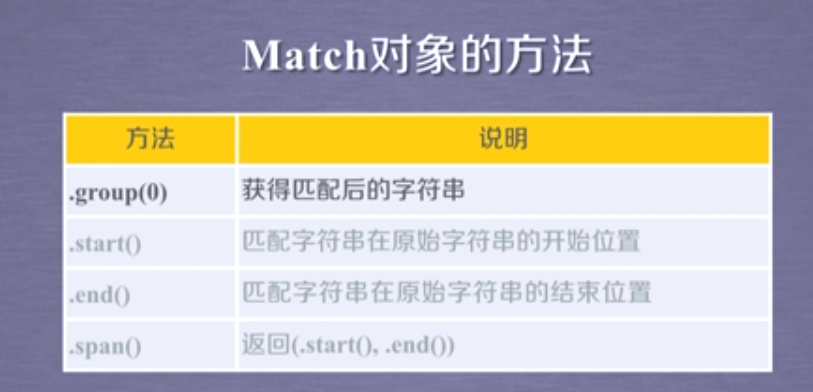 Match对象的方法
方法 说明
.group(0) 获得匹配后的字符串
.start() 匹配字符串在原始字符串的开始位置
.end() 匹配字符串在原始字符串的结束位置
.span() 返回(.start(), .end())